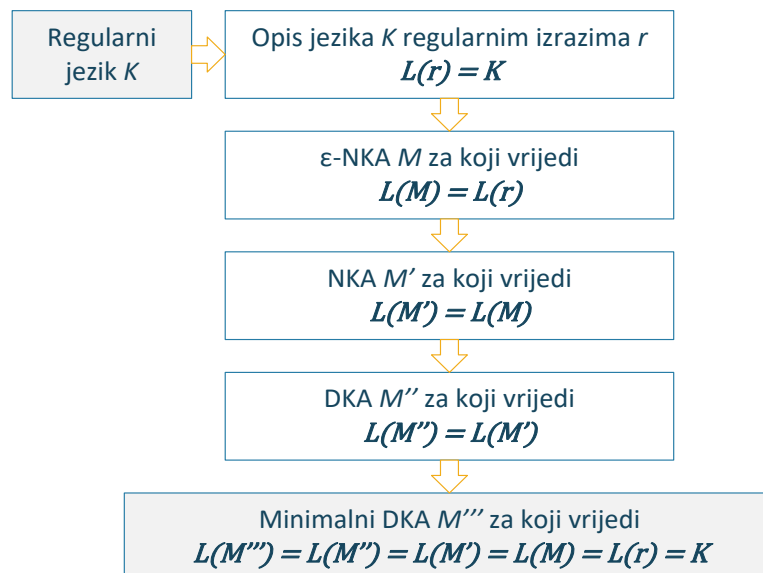 Regularni
jezik K
Opis jezika K regularnim izrazima r
L(r) = K
ε-NKA M za koji vrijedi
L(M) = L(r)
NKA M′ za koji vrijedi
L(M′) = L(M)
DKA M′′ za koji vrijedi
L(M′′) = L(M′)
Minimalni DKA M′′′ za koji vrijedi
L(M′′′) = L(M′′) = L(M′) = L(M) = L(r) = K